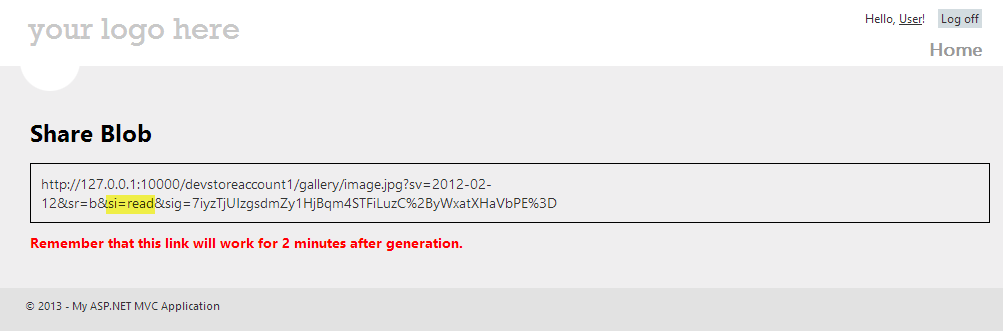 your logo here
Hello, User! Log off
Home
Share Blob
http://127.0.0.1:10000/devstoreaccount1/gallery/image.jpg?sv=2012-02-
12&sr=b&si=read&sig=7iyzTjUIzgsdmZy1HjBqm4STFiLuzC%2ByWxatXHaVbPE%3D
Remember that this link will work for 2 minutes after generation.
© 2013 - My ASP.NET MVC Application